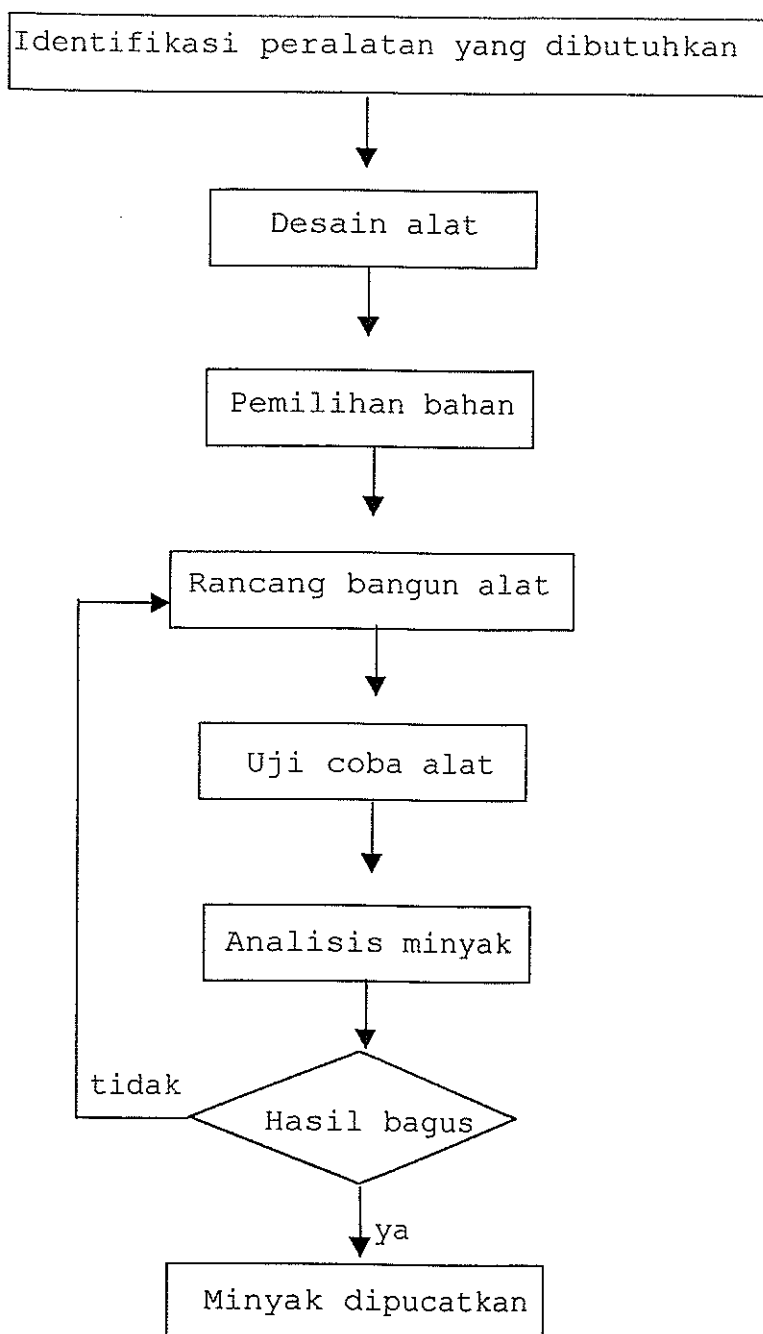 Identifikasi peralatan yang dibutuhkan
Desain alat
Pemilihan bahan
Rancang bangun alat
Uji coba alat
Analisis minyak
tidak
Hasil bagus
ya
Minyak dipucatkan